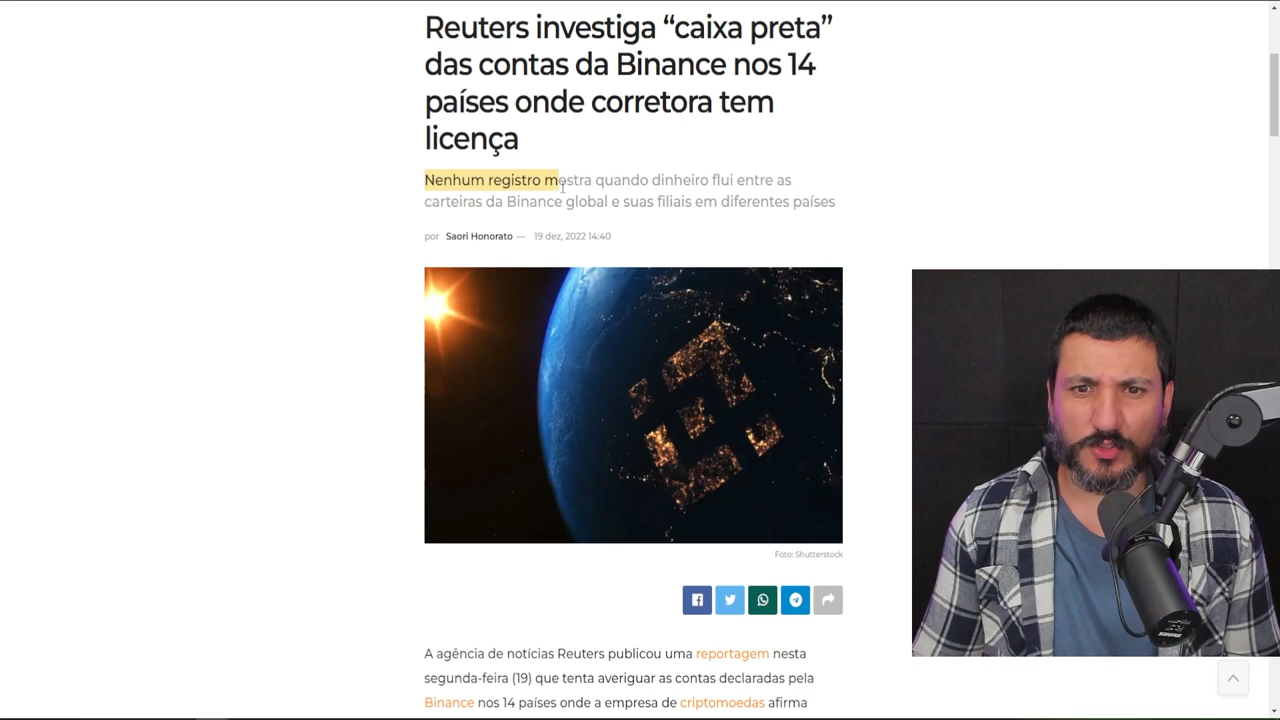 Reuters investiga “caixa preta”
das contas da Binance nos 14
países onde corretora tem
licença
Nenhum registro mostra quando dinheiro flui entre as
carteiras da Binance global e suas filiais em diferentes países
por Saori Honorato — 19 dez, 2022 14:40
Foto: Shutterstock
A agência de notícias Reuters publicou uma reportagem nesta
segunda-feira (19) que tenta averiguar as contas declaradas pela
Binance nos 14 países onde a empresa de criptomoedas afirma